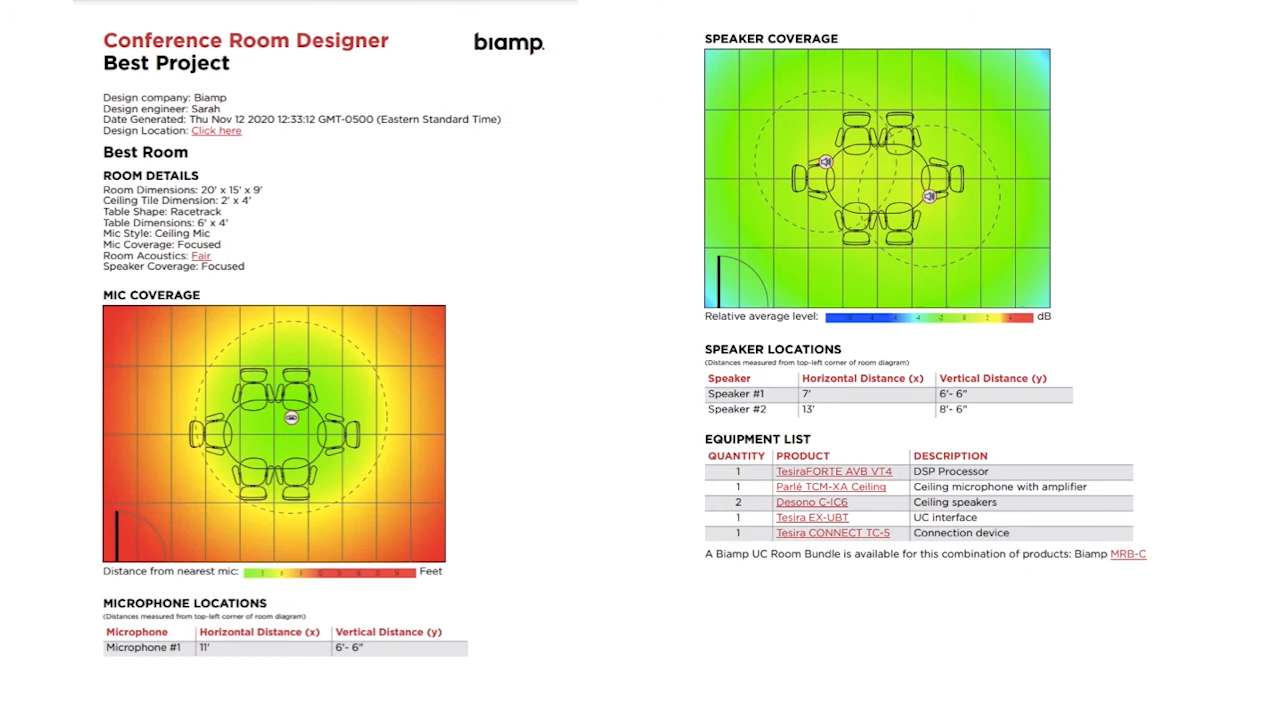 Conference Room Designer
Best Project
biamp.
Design company: Biamp
Design engineer: Sarah
Date Generated: Thu Nov 12 2020 12:33:12 GMT-0500 (Eastern Standard Time)
Design Location: Click here
Best Room
ROOM DETAILS
Room Dimensions: 20' x 15' x 9'
Ceiling Tile Dimension: 2' x 4'
Table Shape: Racetrack
Table Dimensions: 6' x 4'
Mic Style: Ceiling Mic
Mic Coverage: Focused
Room Acoustics: Fair
Speaker Coverage: Focused
MIC COVERAGE
Distance from nearest mic: Feet
MICROPHONE LOCATIONS
(Distances measured from top-left corner of room diagram)
Microphone Horizontal Distance (x) Vertical Distance (y)
Microphone #1 11' 6'- 6"
SPEAKER COVERAGE
Relative average level: -4 -2 0 2 4 dB
SPEAKER LOCATIONS
(Distances measured from top-left corner of room diagram)
Speaker Horizontal Distance (x) Vertical Distance (y)
Speaker #1 7' 6'- 6"
Speaker #2 13' 8'- 6"
EQUIPMENT LIST
QUANTITY PRODUCT DESCRIPTION
1 TesiraFORTE AVB VT4 DSP Processor
1 Parlé TCM-XA Ceiling Ceiling microphone with amplifier
2 Desono C-IC6 Ceiling speakers
1 Tesira EX-UBT UC interface
1 Tesira CONNECT TC-5 Connection device
A Biamp UC Room Bundle is available for this combination of products: Biamp MRB-C